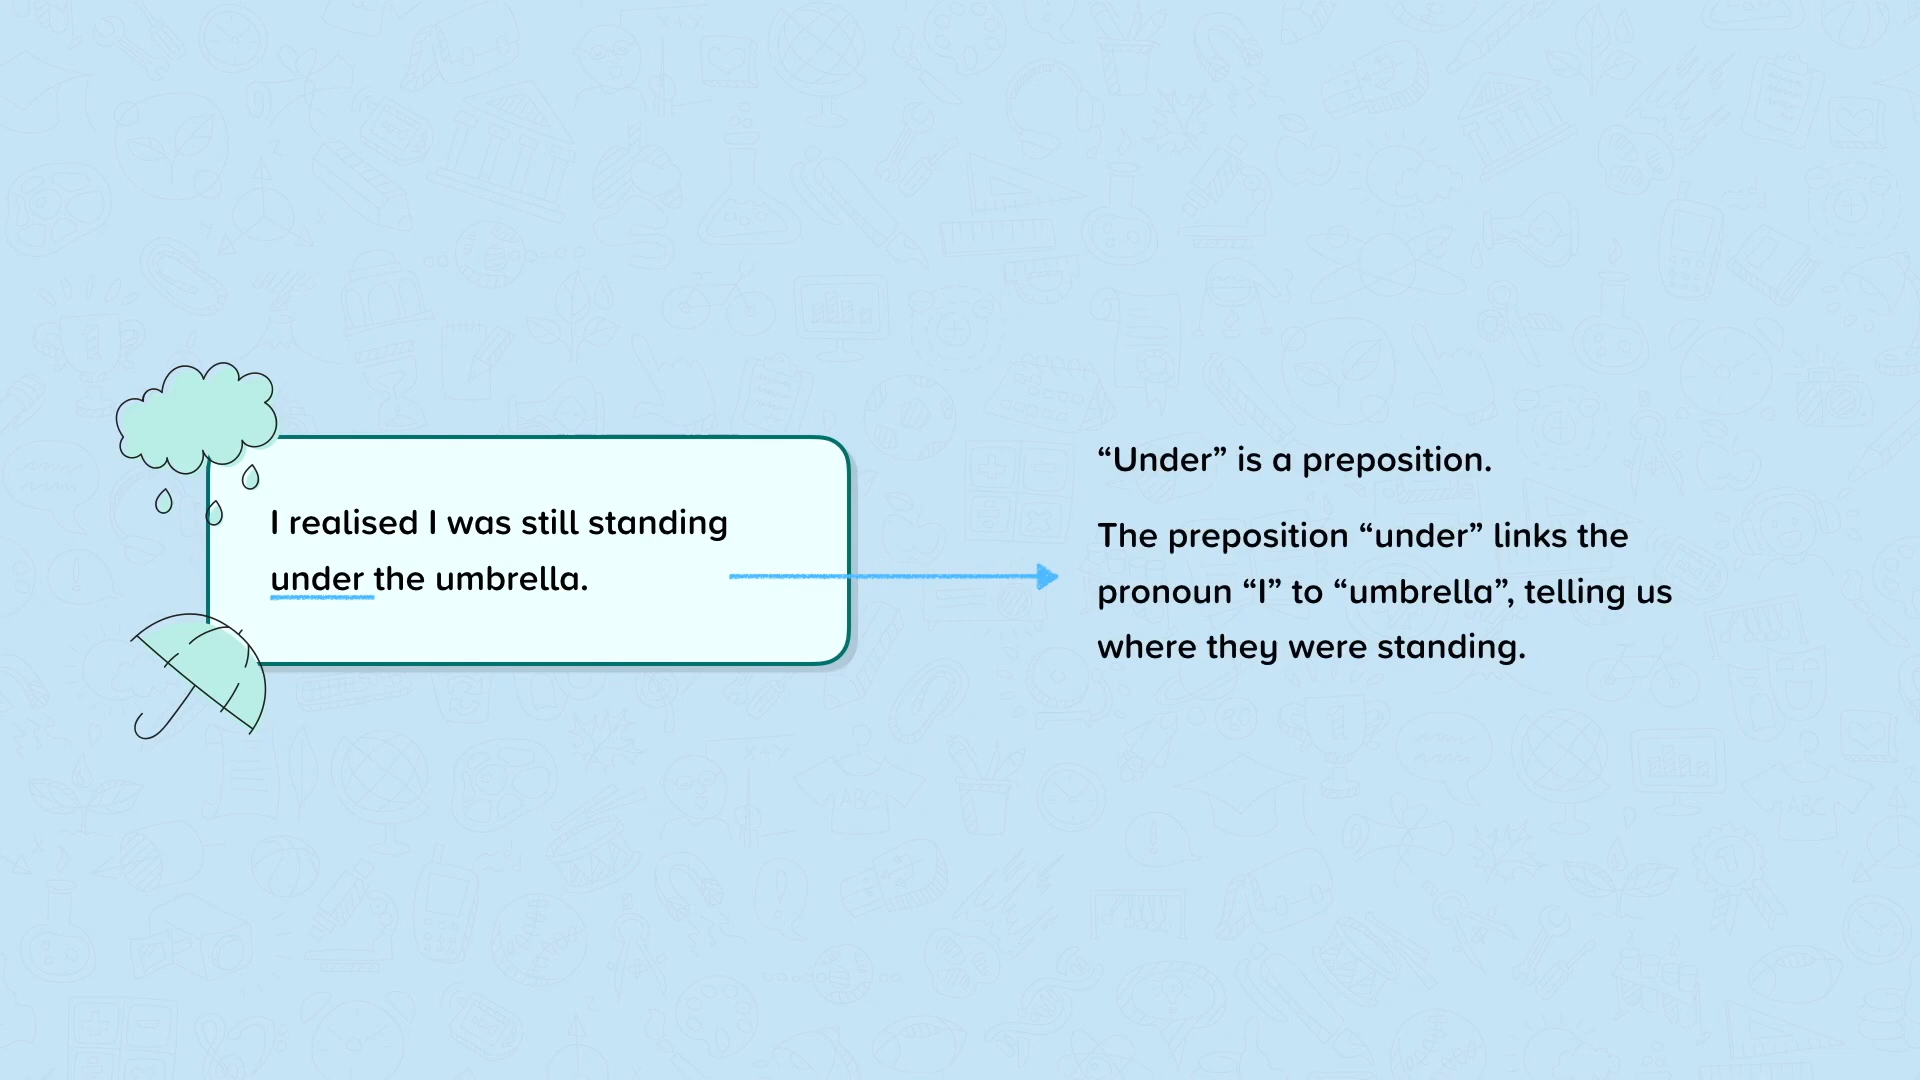 I realised I was still standing
under the umbrella.
“Under” is a preposition.
The preposition “under” links the
pronoun “I” to “umbrella”, telling us
where they were standing.